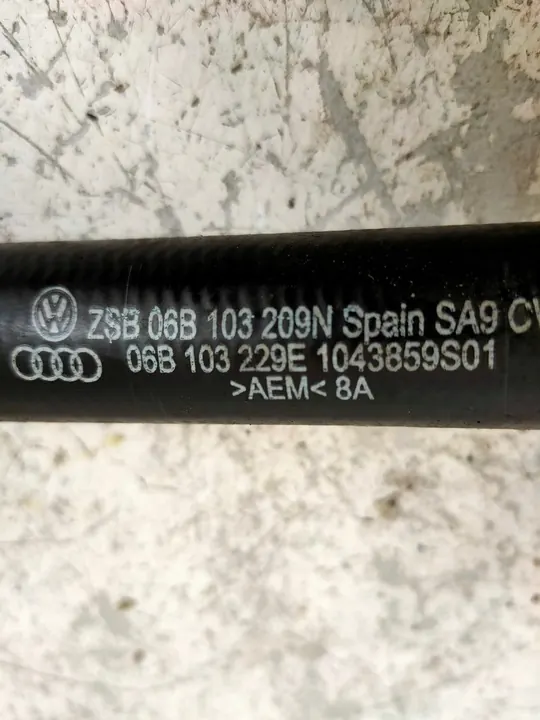 ZSB 06B 103 209N Spain SA9
06B 103 229E 1043859S01
>AEM< 8A